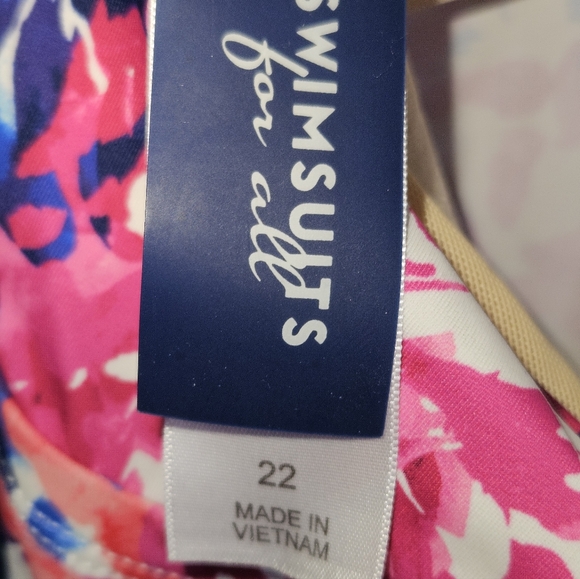 SWIMSUITS
for all
22
MADE IN
VIETNAM